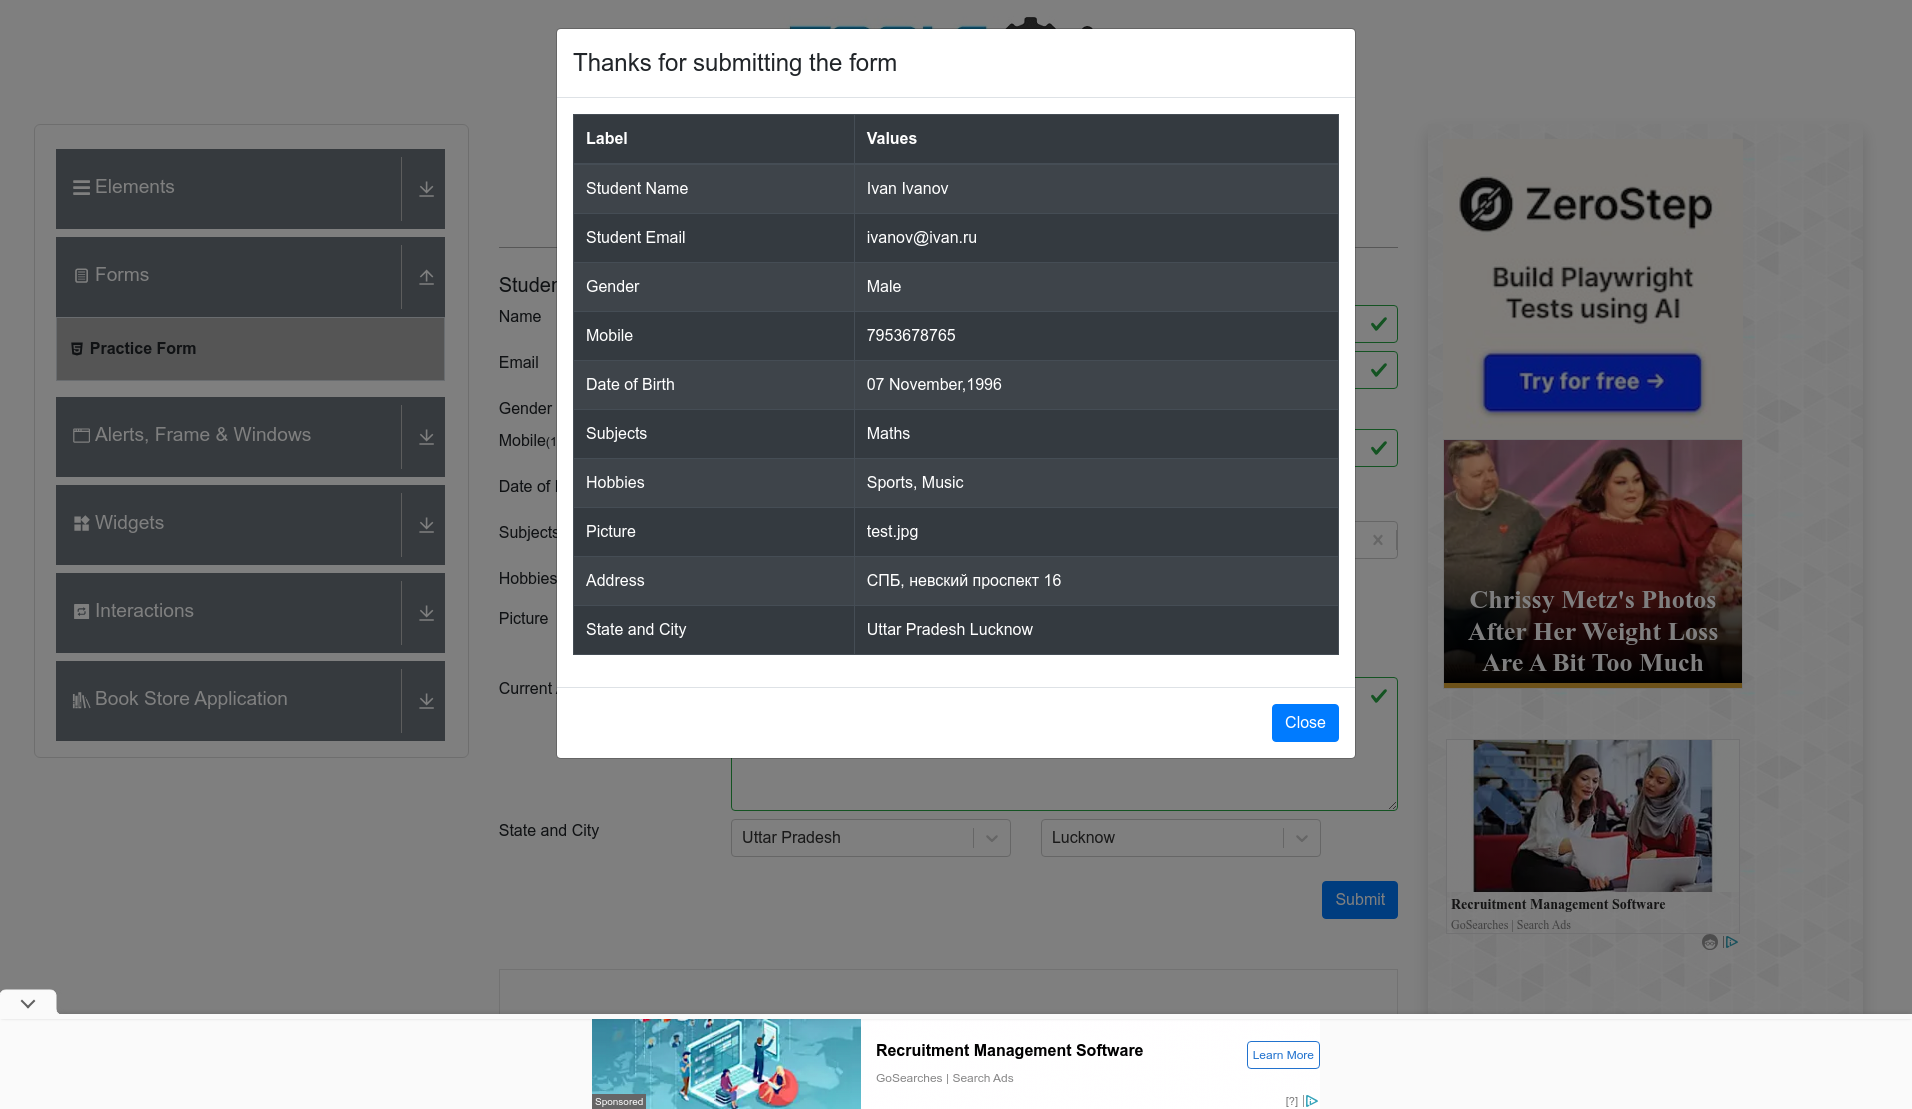 Thanks for submitting the form
Label Values
Student Name Ivan Ivanov
Student Email ivanov@ivan.ru
Gender Male
Mobile 7953678765
Date of Birth 07 November,1996
Subjects Maths
Hobbies Sports, Music
Picture test.jpg
Address СПБ, невский проспект 16
State and City Uttar Pradesh Lucknow
Close
Elements
Forms
Practice Form
Alerts, Frame & Windows
Widgets
Interactions
Book Store Application
Name
Email
Gender
Mobile(1
Date of
Subjects
Hobbies
Picture
Current
State and City Uttar Pradesh Lucknow
Submit
ZeroStep
Build Playwright
Tests using AI
Try for free →
Chrissy Metz's Photos
After Her Weight Loss
Are A Bit Too Much
Recruitment Management Software
GoSearches | Search Ads
Recruitment Management Software
GoSearches | Search Ads
Learn More
Sponsored
[?]